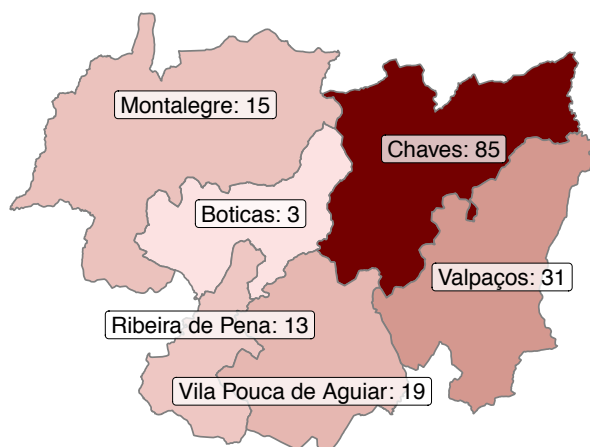 Montalegre: 15
Chaves: 85
Boticas: 3
Valpaços: 31
Ribeira de Pena: 13
Vila Pouca de Aguiar: 19